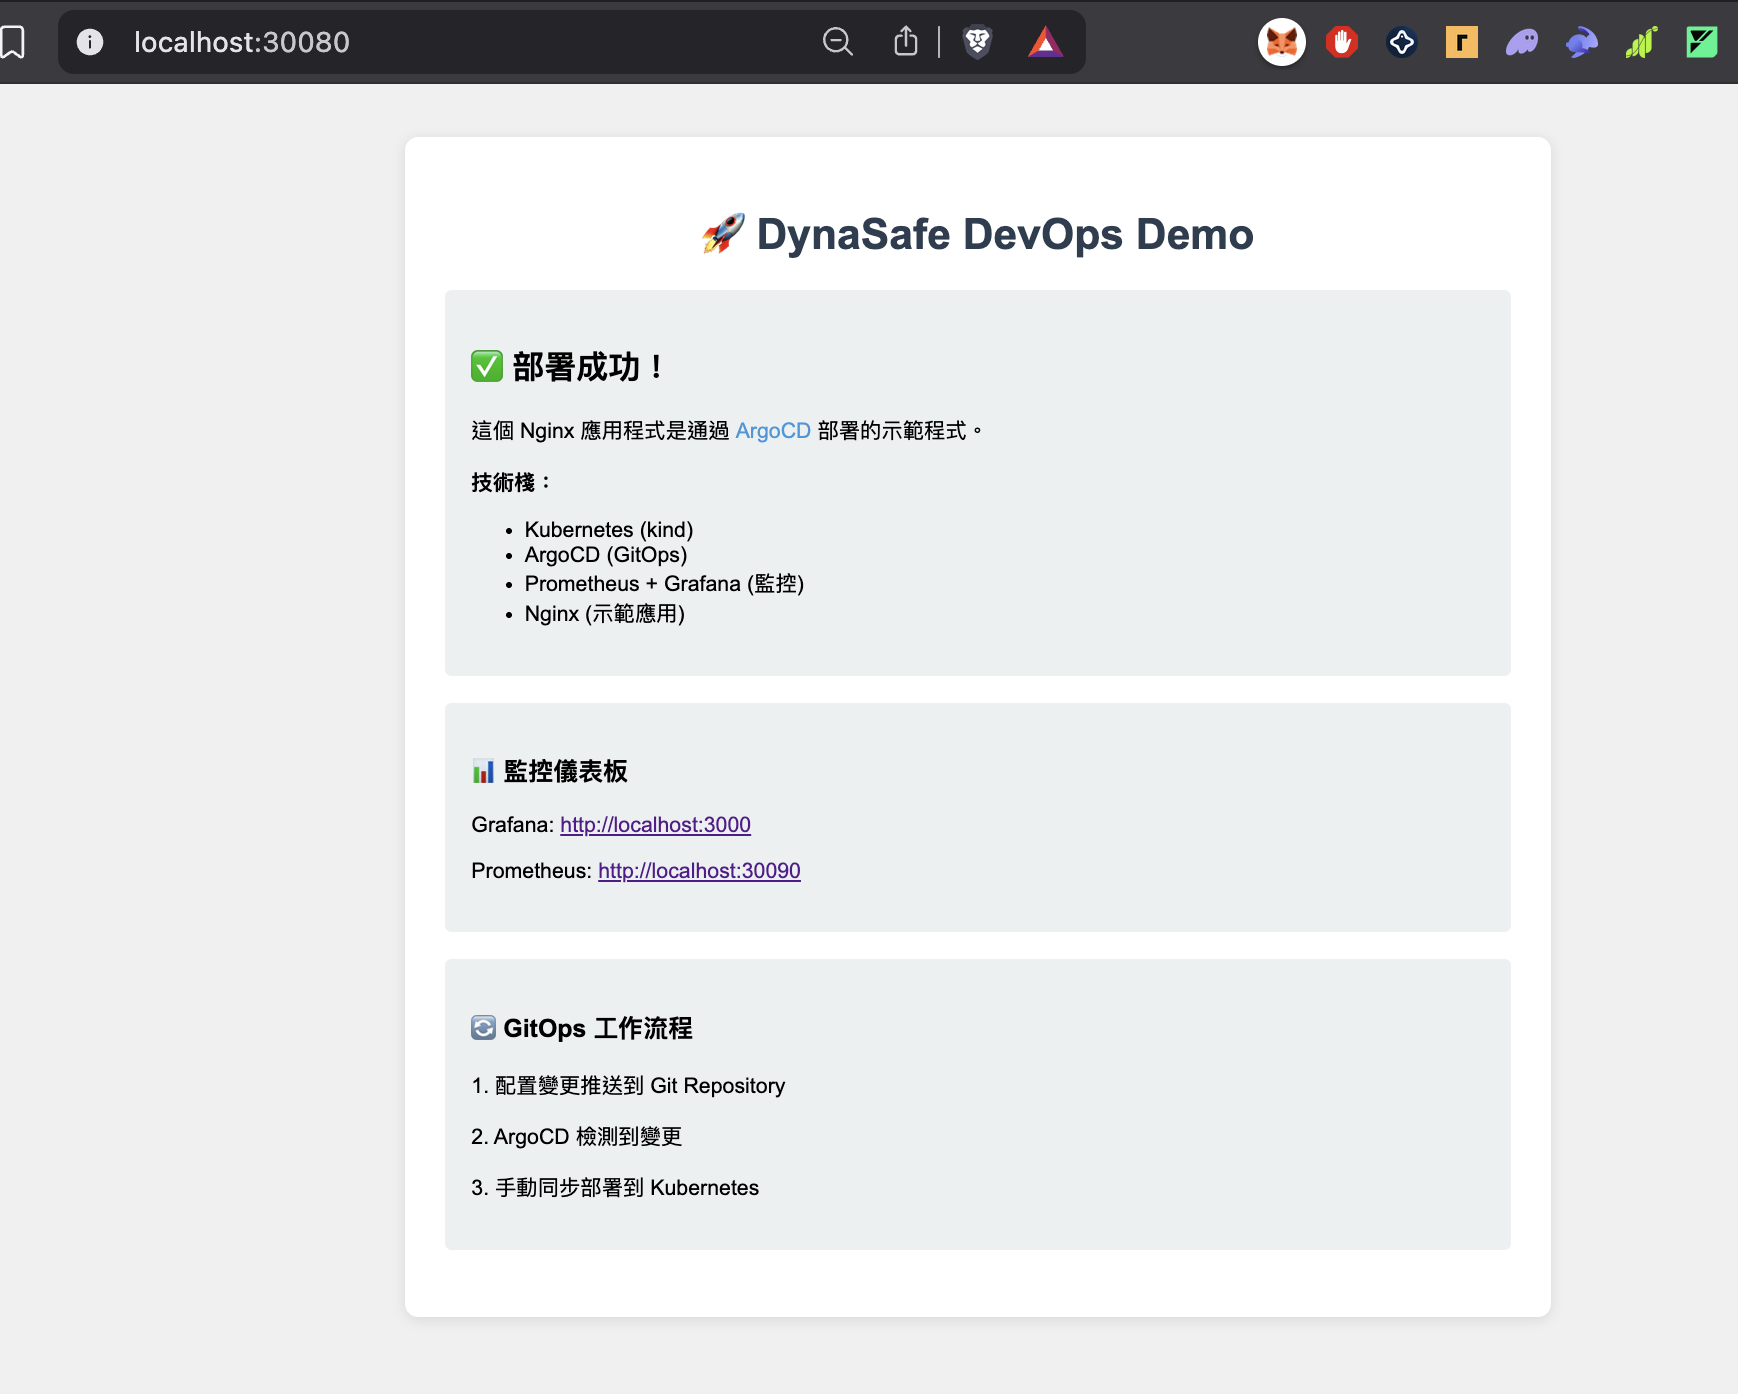 localhost:30080
🚀 DynaSafe DevOps Demo
✅ 部署成功！
這個 Nginx 應用程式是通過 ArgoCD 部署的示範程式。
技術棧：
• Kubernetes (kind)
• ArgoCD (GitOps)
• Prometheus + Grafana (監控)
• Nginx (示範應用)
📊 監控儀表板
Grafana: http://localhost:3000
Prometheus: http://localhost:30090
🔄 GitOps 工作流程
1. 配置變更推送到 Git Repository
2. ArgoCD 檢測到變更
3. 手動同步部署到 Kubernetes